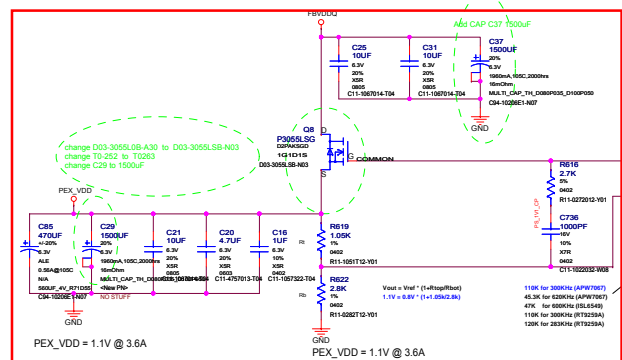 FBVDDQ
Add CAP C37 1500uF
C25
10UF
6.3V
20%
X5R
0805
C11-1067014-T04
C31
10UF
6.3V
20%
X5R
0805
C11-1067014-T04
C37
1500UF
20%
6.3V
1960mA,105C,2000hrs
16mOhm
MULTI_CAP_TH_D080P035_D100P050
C94-10206E1-N07
GND
Q8
P3055LSG
D2PAKSGD
1G1D1S
D03-3055LSB-N03
D
G
S
COMMON
change D03-3055L0B-A30 to D03-3055LSB-N03
change T0-252 to T0263
change C29 to 1500uF
R616
2.7K
5%
0402
R11-0272012-Y01
PS_1V1_CP
C736
1000PF
16V
10%
X7R
0402
C11-1022032-W08
PEX_VDD
C85
470UF
+/-20%
6.3V
ALE
0.56A@105C
N/A
560UF_4V_R71D55
C94-10206E1-N07
GND
C29
1500UF
20%
6.3V
1960mA,105C,2000hrs
16mOhm
<New PN>
NO STUFF
C21
10UF
6.3V
20%
X5R
0805
C20
4.7UF
6.3V
20%
X5R
0603
C11-4757013-T04
C16
1UF
6.3V
10%
X5R
0402
C11-1057322-T04
Rt
R619
1.05K
1%
0402
R11-1051T12-Y01
Rb
R622
2.8K
1%
0402
R11-0282T12-Y01
GND
Vout = Vref * (1+Rtop/Rbot)
1.1V = 0.8V * (1+1.05k/2.8k)
110K for 300KHz (APW7067)
45.3K for 620KHz (APW7067)
47K for 600KHz (ISL6549)
110K for 300KHz (RT9259A)
120K for 283KHz (RT9259A)
PEX_VDD = 1.1V @ 3.6A
PEX_VDD = 1.1V @ 3.6A